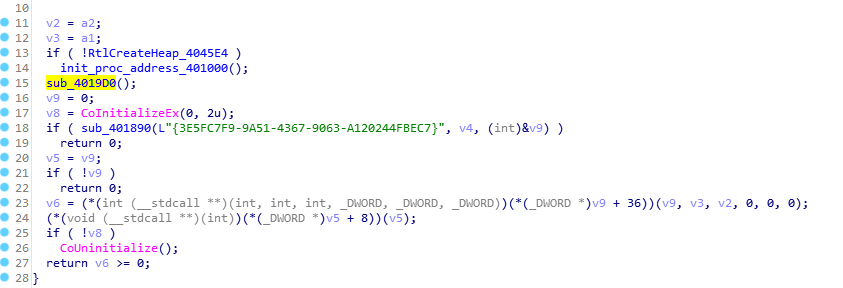 10
11 v2 = a2;
12 v3 = a1;
13 if ( !RtlCreateHeap_4045E4 )
14 init_proc_address_401000();
15 sub_4019D0();
16 v9 = 0;
17 v8 = CoInitializeEx(0, 2u);
18 if ( sub_401890(L"{3E5FC7F9-9A51-4367-9063-A120244FBEC7}", v4, (int)&v9) )
19 return 0;
20 v5 = v9;
21 if ( !v9 )
22 return 0;
23 v6 = (*(int (__stdcall **)(int, int, int, _DWORD, _DWORD, _DWORD))(*(_DWORD *)v9 + 36))(v9, v3, v2, 0, 0, 0);
24 (*(void (__stdcall **)(int))(*(_DWORD *)v5 + 8))(v5);
25 if ( !v8 )
26 CoUninitialize();
27 return v6 >= 0;
28 }